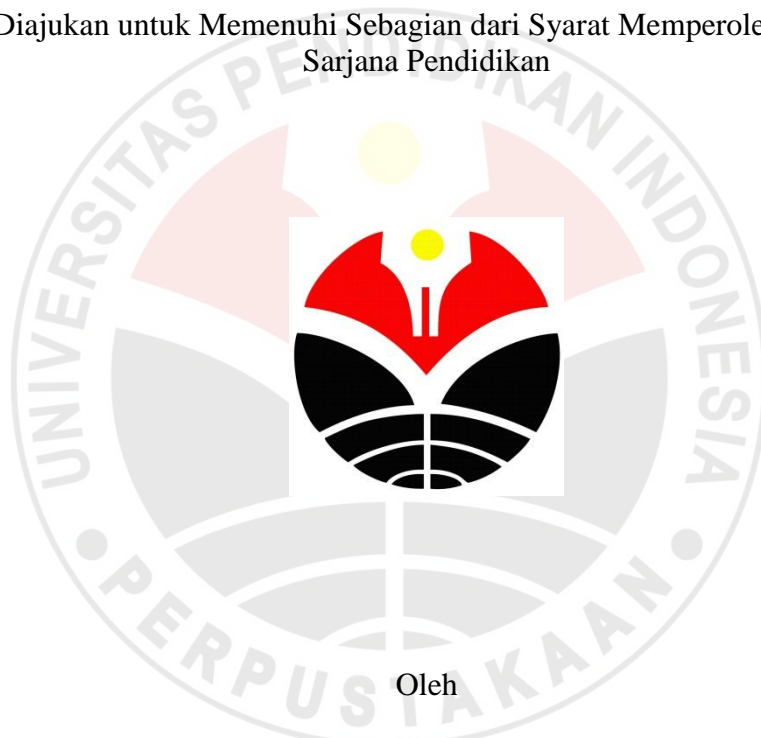 Diajukan untuk Memenuhi Sebagian dari Syarat Memperole
Sarjana Pendidikan
UNIVERSITAS PENDIDIKAN INDONESIA
PERPUSTAKAAN
Oleh